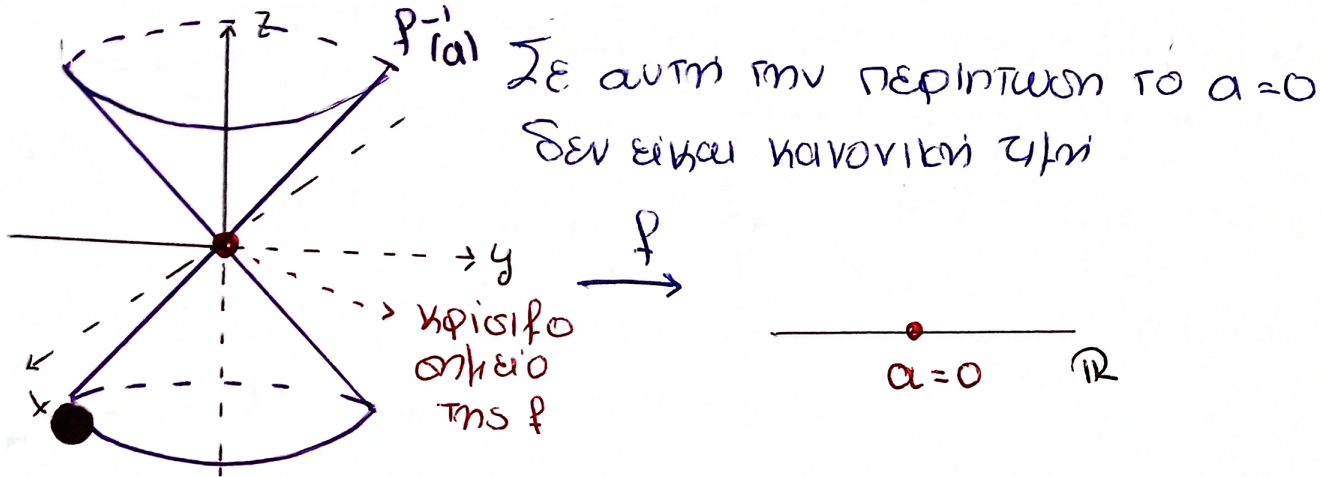 z
f⁻¹(a)
Σε αυτή την περίπτωση το a=0
δεν είναι κανονική τιμή
f
y
κρίσιμο
σημείο
της f
x
a=0
ℝ